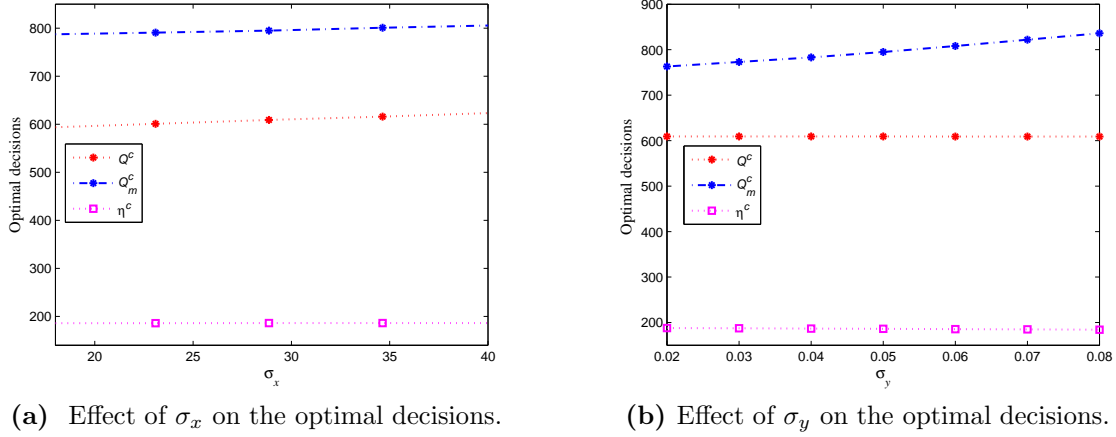 800
700
600
500
400
300
200
Optimal decisions
Q^c
Q_m^c
η^c
20
25
30
35
40
σ_x
(a) Effect of σ_x on the optimal decisions.
900
800
700
600
500
400
300
200
Optimal decisions
Q^c
Q_m^c
η^c
0.02
0.03
0.04
0.05
0.06
0.07
0.08
σ_y
(b) Effect of σ_y on the optimal decisions.